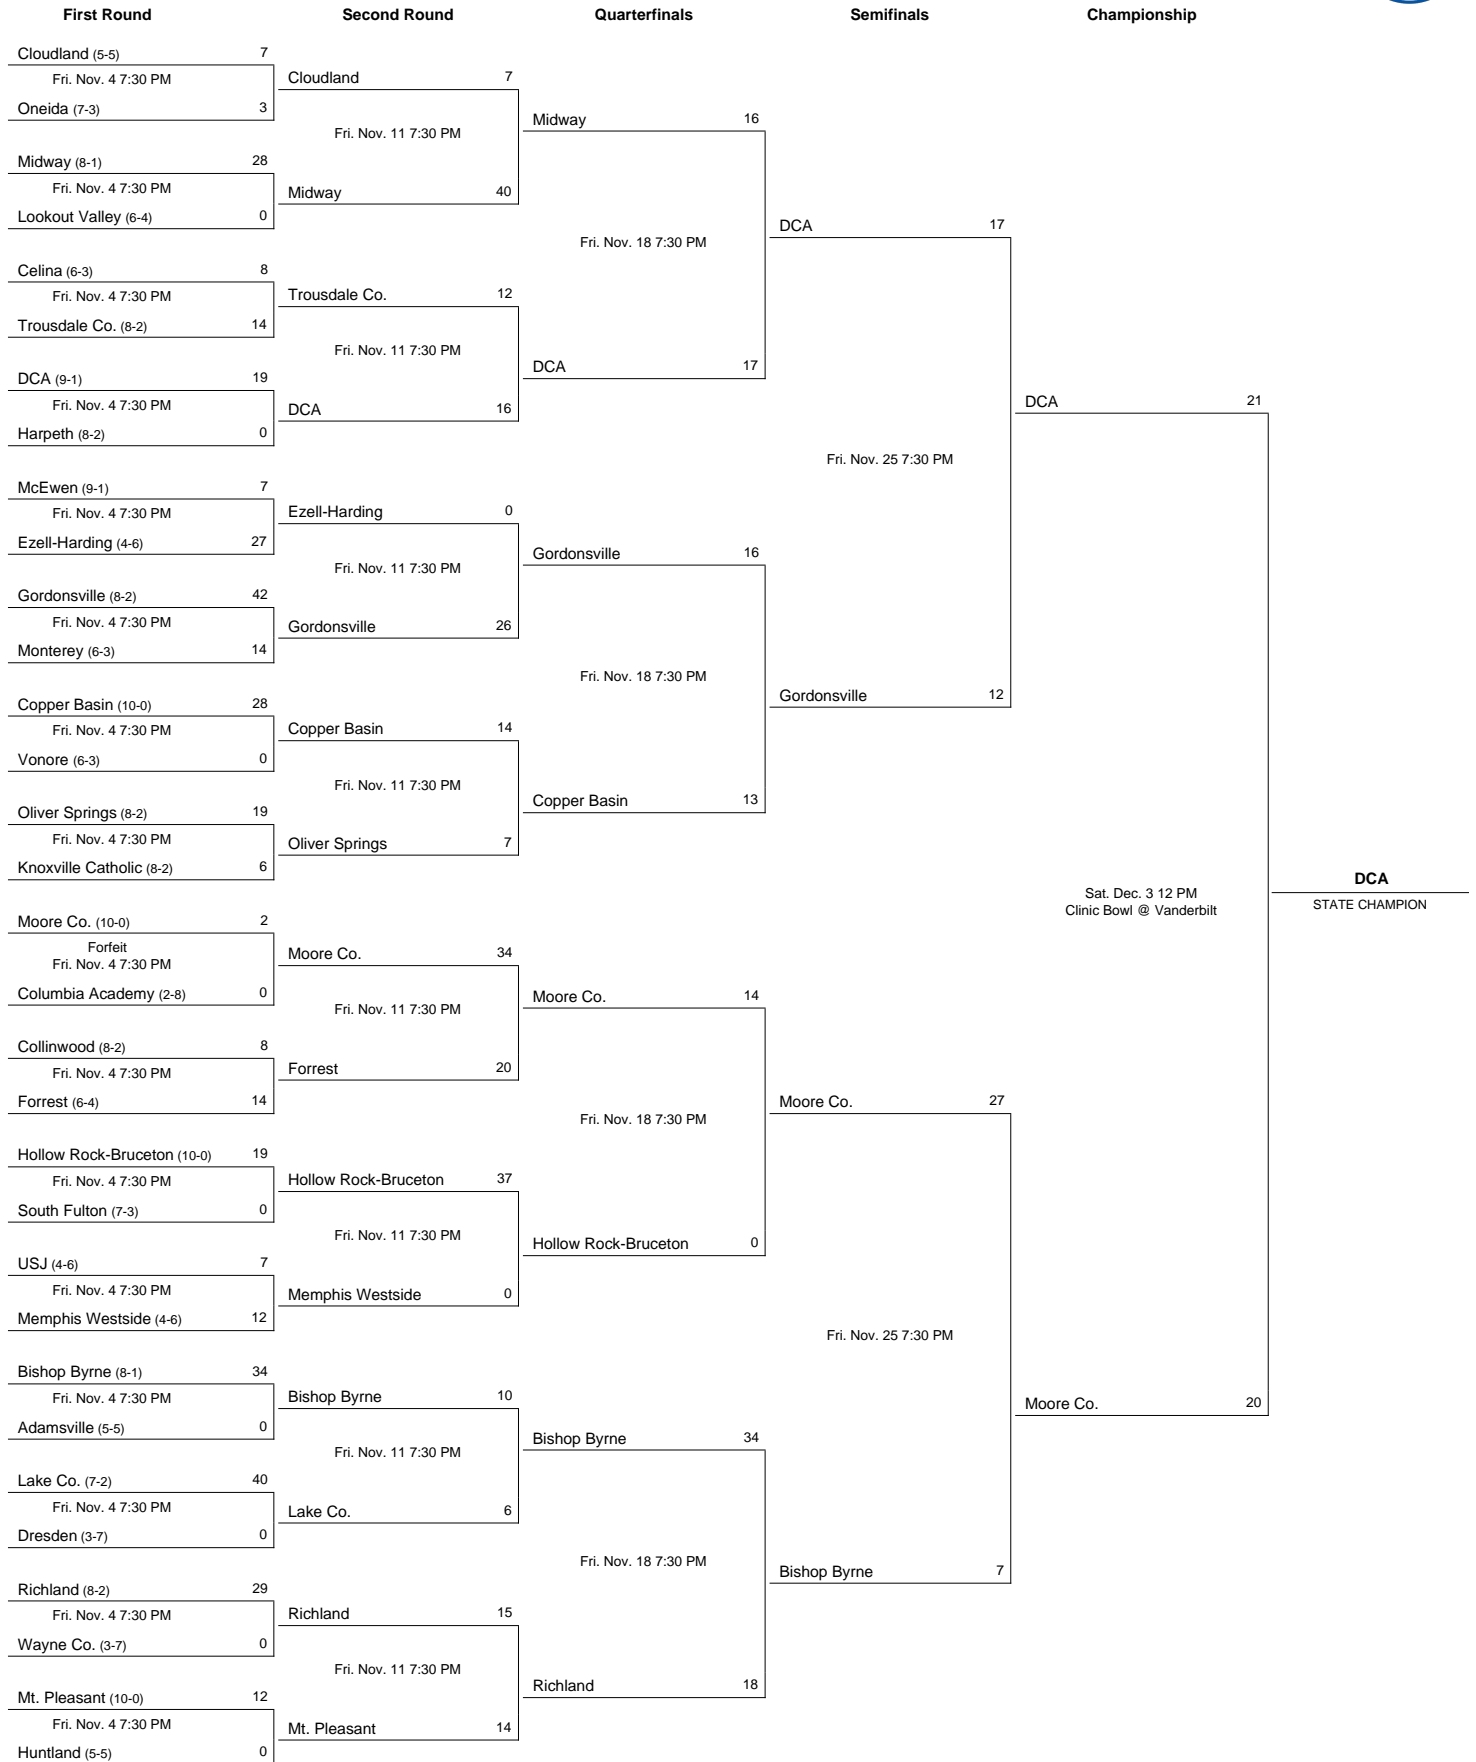 First Round
Second Round
Quarterfinals
Semifinals
Championship
Cloudland (5-5) 7
Fri. Nov. 4 7:30 PM
Oneida (7-3) 3
Midway (8-1) 28
Fri. Nov. 4 7:30 PM
Lookout Valley (6-4) 0
Celina (6-3) 8
Fri. Nov. 4 7:30 PM
Trousdale Co. (8-2) 14
DCA (9-1) 19
Fri. Nov. 4 7:30 PM
Harpeth (8-2) 0
McEwen (9-1) 7
Fri. Nov. 4 7:30 PM
Ezell-Harding (4-6) 27
Gordonsville (8-2) 42
Fri. Nov. 4 7:30 PM
Monterey (6-3) 14
Copper Basin (10-0) 28
Fri. Nov. 4 7:30 PM
Vonore (6-3) 0
Oliver Springs (8-2) 19
Fri. Nov. 4 7:30 PM
Knoxville Catholic (8-2) 6
Moore Co. (10-0) 2
Forfeit
Fri. Nov. 4 7:30 PM
Columbia Academy (2-8) 0
Collinwood (8-2) 8
Fri. Nov. 4 7:30 PM
Forrest (6-4) 14
Hollow Rock-Bruceton (10-0) 19
Fri. Nov. 4 7:30 PM
South Fulton (7-3) 0
USJ (4-6) 7
Fri. Nov. 4 7:30 PM
Memphis Westside (4-6) 12
Bishop Byrne (8-1) 34
Fri. Nov. 4 7:30 PM
Adamsville (5-5) 0
Lake Co. (7-2) 40
Fri. Nov. 4 7:30 PM
Dresden (3-7) 0
Richland (8-2) 29
Fri. Nov. 4 7:30 PM
Wayne Co. (3-7) 0
Mt. Pleasant (10-0) 12
Fri. Nov. 4 7:30 PM
Huntland (5-5) 0
Cloudland 7
Fri. Nov. 11 7:30 PM
Midway 40
Trousdale Co. 12
Fri. Nov. 11 7:30 PM
DCA 16
Ezell-Harding 0
Fri. Nov. 11 7:30 PM
Gordonsville 26
Copper Basin 14
Fri. Nov. 11 7:30 PM
Oliver Springs 7
Moore Co. 34
Fri. Nov. 11 7:30 PM
Forrest 20
Hollow Rock-Bruceton 37
Fri. Nov. 11 7:30 PM
Memphis Westside 0
Bishop Byrne 10
Fri. Nov. 11 7:30 PM
Lake Co. 6
Richland 15
Fri. Nov. 11 7:30 PM
Mt. Pleasant 14
Midway 16
Fri. Nov. 18 7:30 PM
DCA 17
Gordonsville 16
Fri. Nov. 18 7:30 PM
Copper Basin 13
Moore Co. 14
Fri. Nov. 18 7:30 PM
Hollow Rock-Bruceton 0
Bishop Byrne 34
Fri. Nov. 18 7:30 PM
Richland 18
DCA 17
Fri. Nov. 25 7:30 PM
Gordonsville 12
Moore Co. 27
Fri. Nov. 25 7:30 PM
Bishop Byrne 7
DCA 21
Sat. Dec. 3 12 PM
Clinic Bowl @ Vanderbilt
Moore Co. 20
DCA
STATE CHAMPION